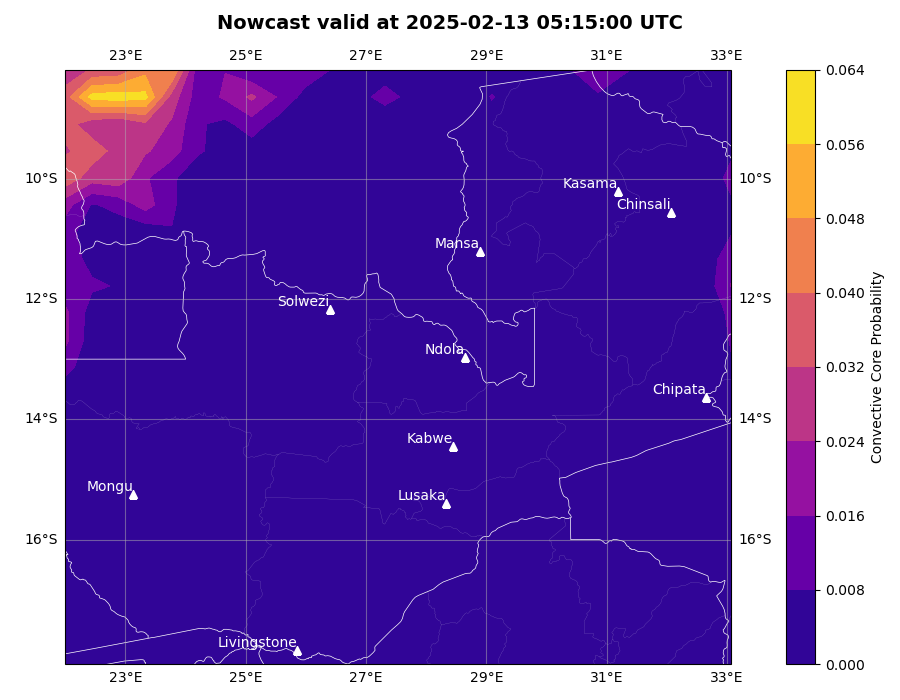 Nowcast valid at 2025-02-13 05:15:00 UTC
23°E 25°E 27°E 29°E 31°E 33°E
0.064
0.056
10°S Kasama 10°S
Chinsali
0.048
Mansa
0.040
12°S Solwezi 12°S
Ndola
0.032
Chipata
14°S 14°S
Kabwe
0.024
Mongu Lusaka
0.016
16°S 16°S
0.008
Livingstone
0.000
23°E 25°E 27°E 29°E 31°E 33°E
Convective Core Probability